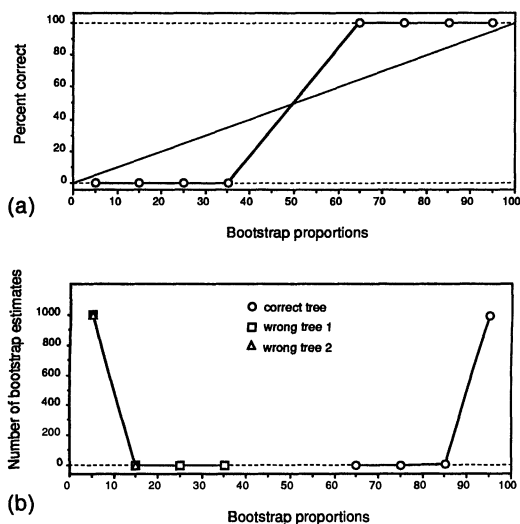 Percent correct
100
80
60
40
20
0
0 10 20 30 40 50 60 70 80 90 100
(a)
Bootstrap proportions
Number of bootstrap estimates
1000
800
600
400
200
0
correct tree
wrong tree 1
wrong tree 2
0 10 20 30 40 50 60 70 80 90 100
(b)
Bootstrap proportions